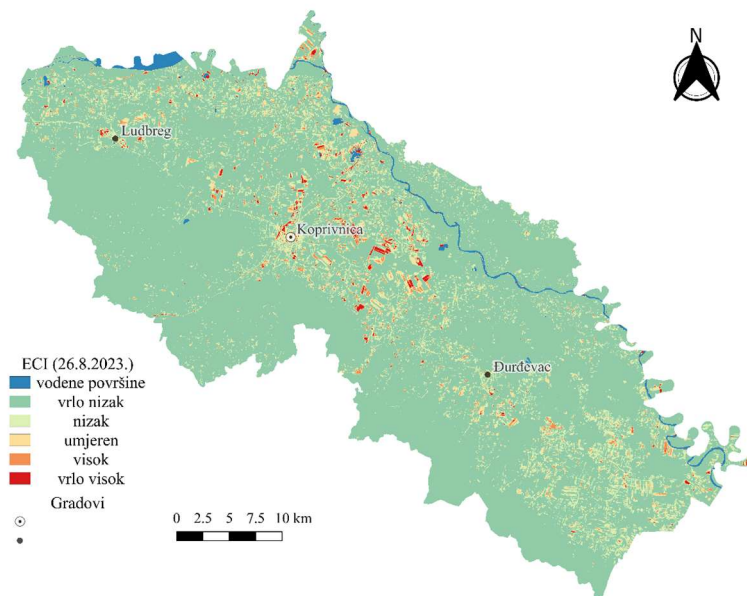 N
Ludbreg
Koprivnica
Đurđevac
ECI (26.8.2023.)
vodene površine
vrlo nizak
nizak
umjeren
visok
vrlo visok
Gradovi
0 2.5 5 7.5 10 km